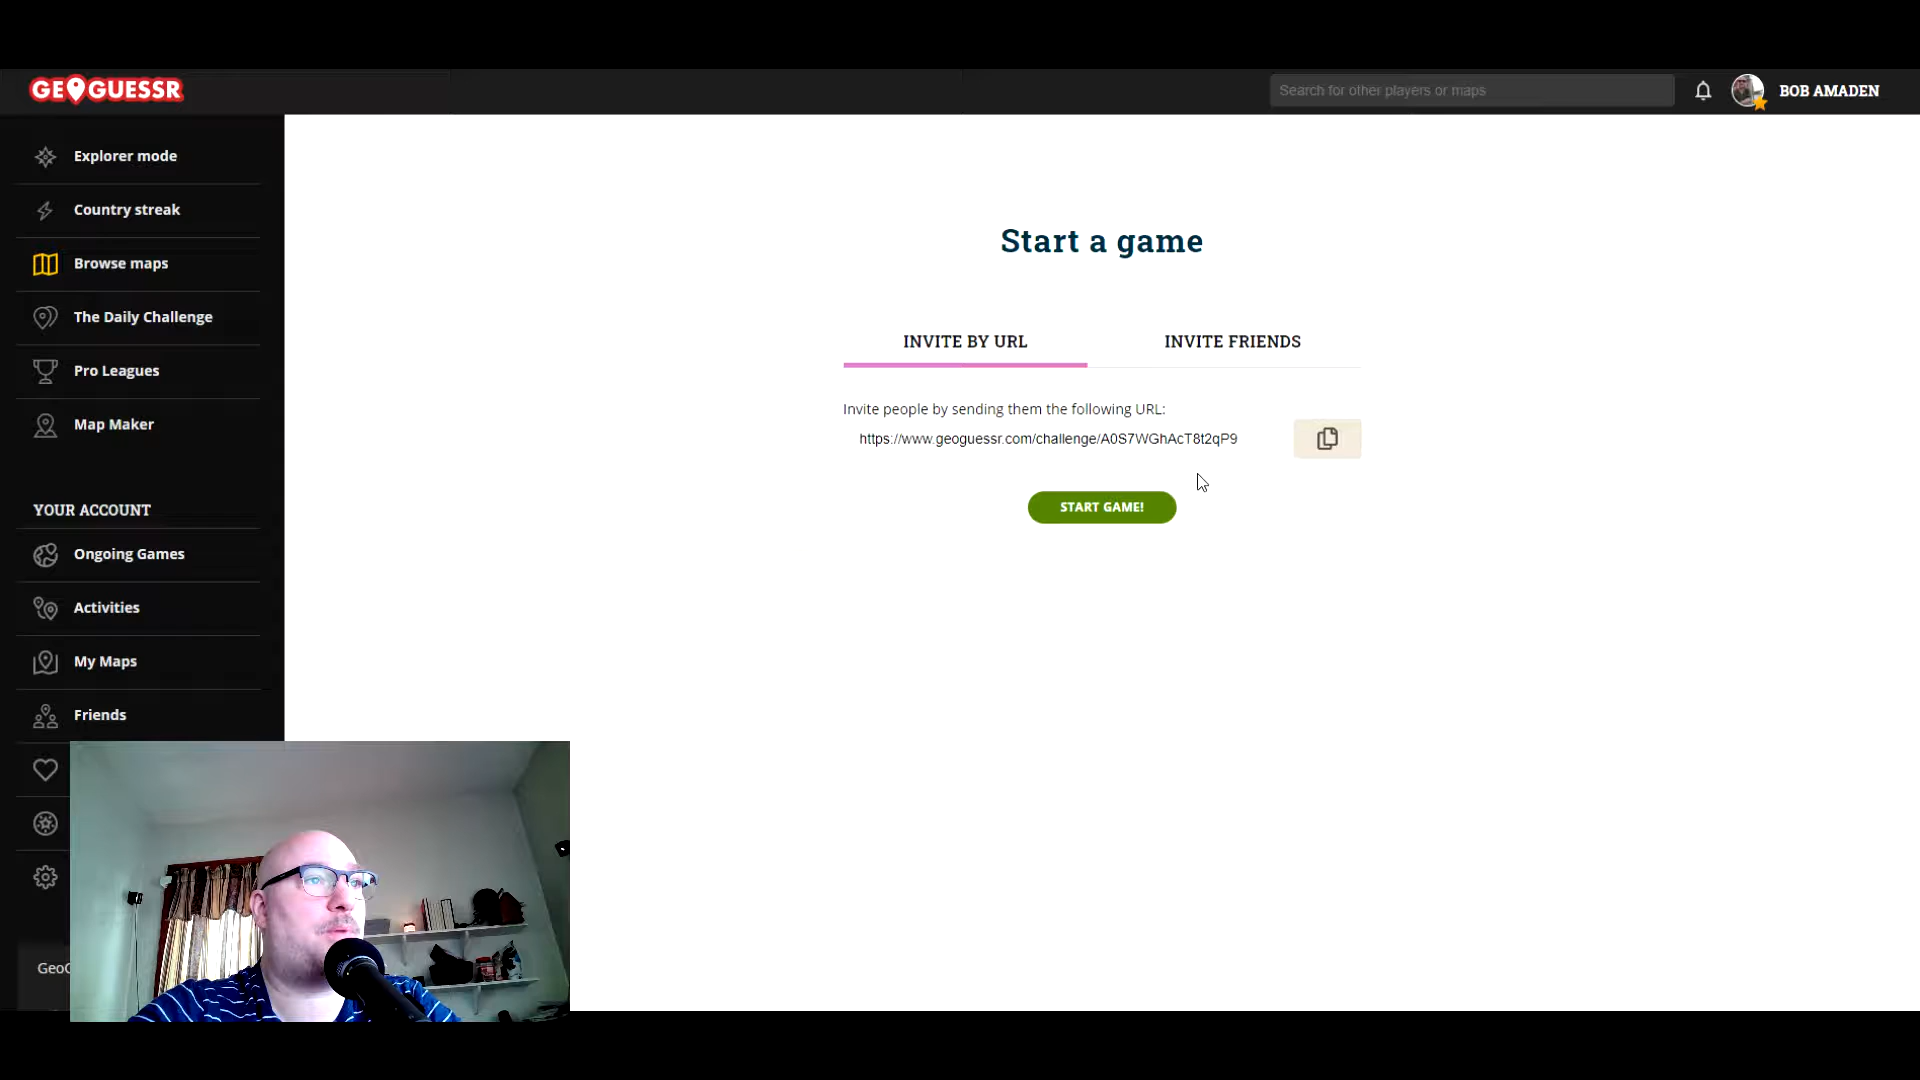 GEOGUESSR
Search for other players or maps
BOB AMADEN
Explorer mode
Country streak
Browse maps
The Daily Challenge
Pro Leagues
Map Maker
YOUR ACCOUNT
Ongoing Games
Activities
My Maps
Friends
GeoG
Start a game
INVITE BY URL
INVITE FRIENDS
Invite people by sending them the following URL:
https://www.geoguessr.com/challenge/A0S7WGhAcT8t2qP9
START GAME!